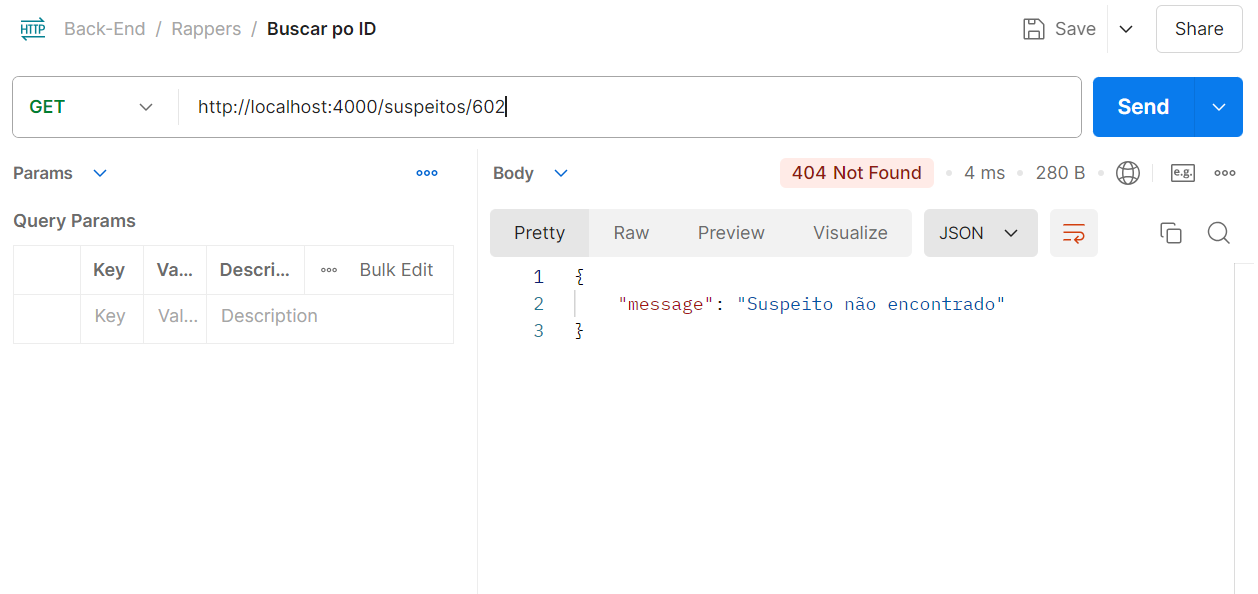 HTTP Back-End / Rappers / Buscar po ID Save Share
GET http://localhost:4000/suspeitos/602 Send
Params Body 404 Not Found 4 ms 280 B e.g.
Query Params
Pretty Raw Preview Visualize JSON
Key Va... Descri... Bulk Edit
Key Val... Description
1 {
2 "message": "Suspeito não encontrado"
3 }